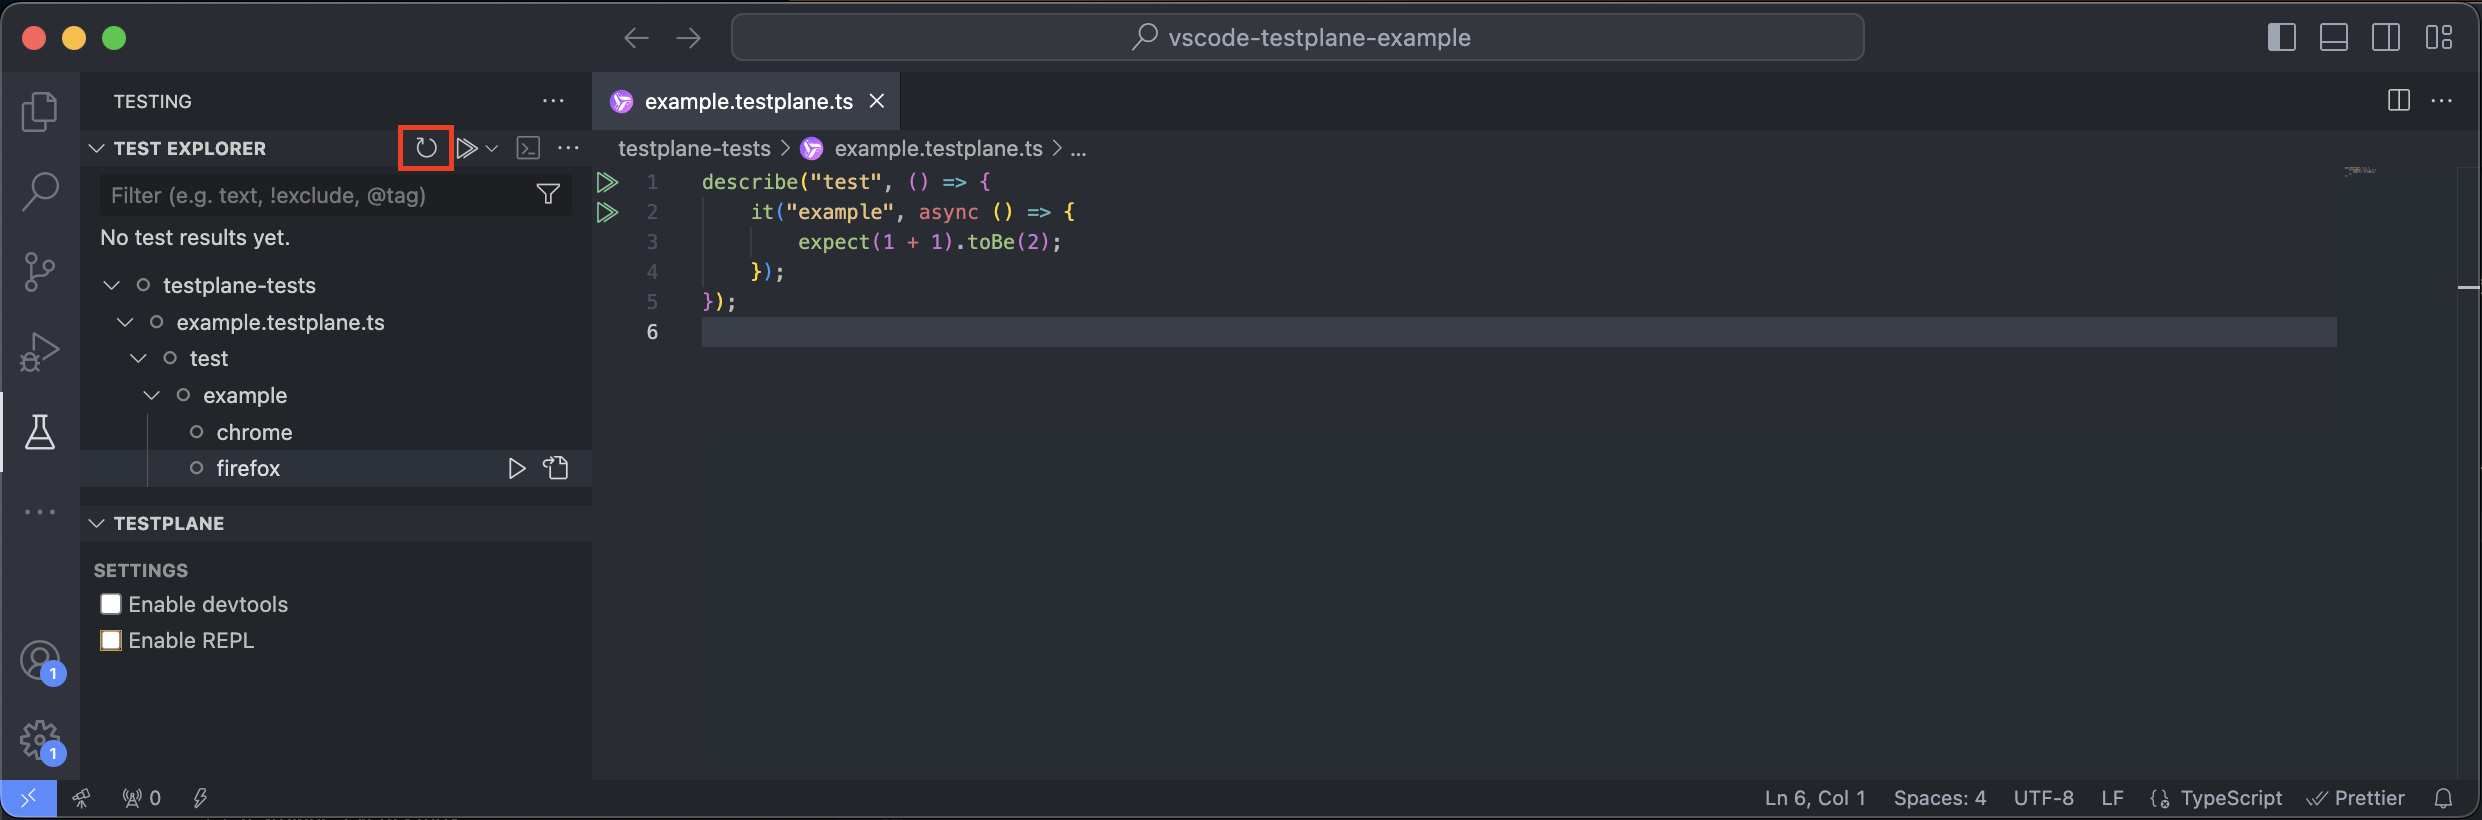 vscode-testplane-example
TESTING
TEST EXPLORER
Filter (e.g. text, !exclude, @tag)
No test results yet.
testplane-tests
example.testplane.ts
test
example
chrome
firefox
TESTPLANE
SETTINGS
Enable devtools
Enable REPL
1
1
example.testplane.ts
testplane-tests > example.testplane.ts > ...
1 describe("test", () => {
2 it("example", async () => {
3 expect(1 + 1).toBe(2);
4 });
5 });
6
0
Ln 6, Col 1 Spaces: 4 UTF-8 LF TypeScript Prettier